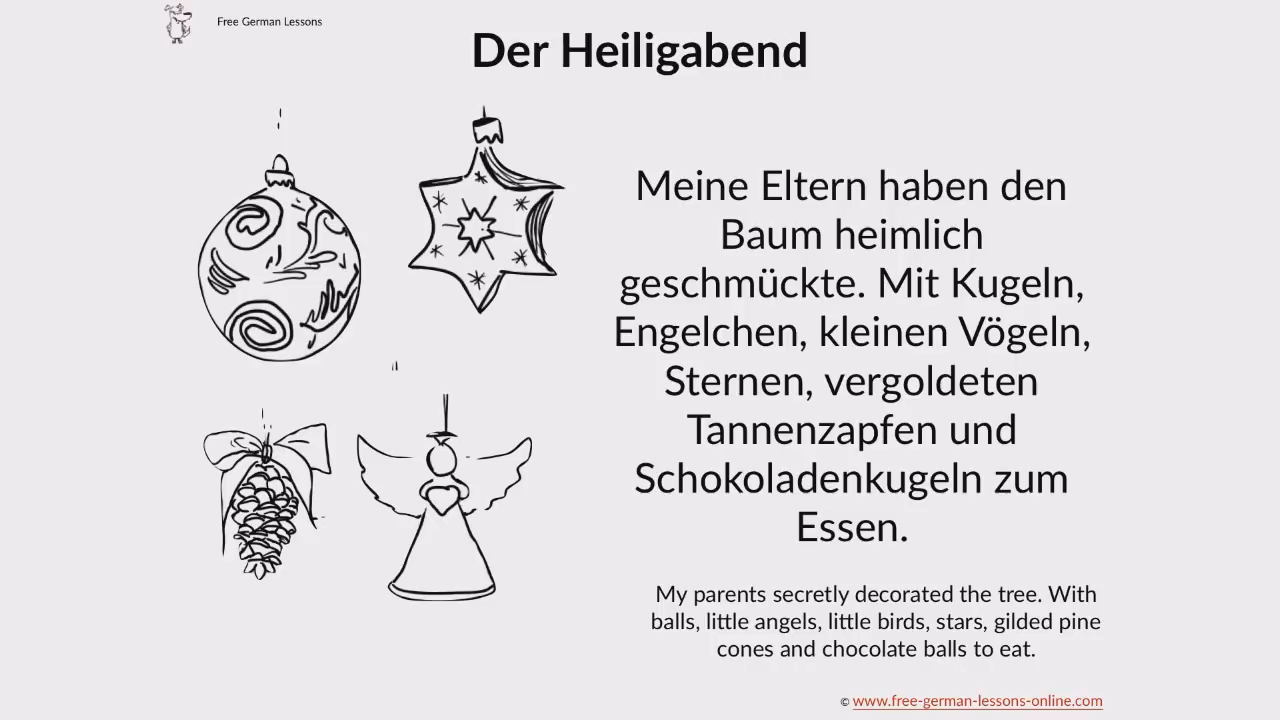 Free German Lessons
Der Heiligabend
Meine Eltern haben den
Baum heimlich
geschmückte. Mit Kugeln,
Engelchen, kleinen Vögeln,
Sternen, vergoldeten
Tannenzapfen und
Schokoladenkugeln zum
Essen.
My parents secretly decorated the tree. With
balls, little angels, little birds, stars, gilded pine
cones and chocolate balls to eat.
© www.free-german-lessons-online.com